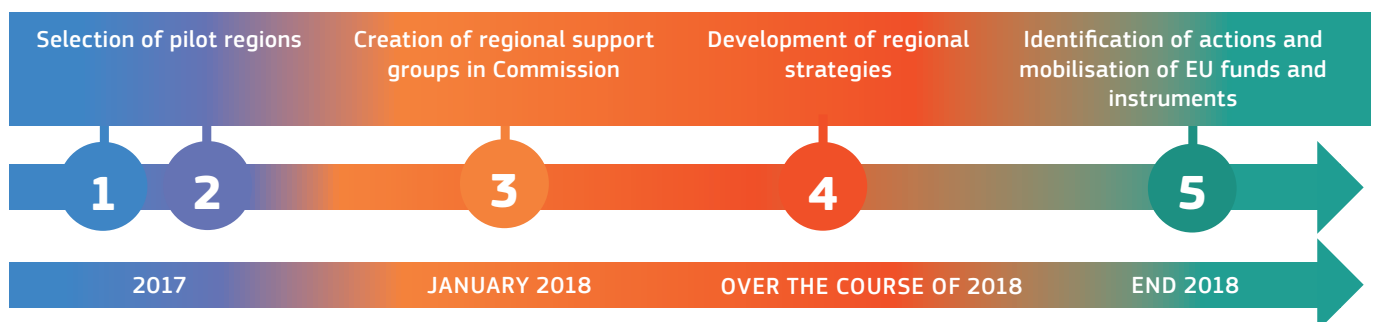 Selection of pilot regions
Creation of regional support
groups in Commission
Development of regional
strategies
Identification of actions and
mobilisation of EU funds and
instruments
1
2
3
4
5
2017
JANUARY 2018
OVER THE COURSE OF 2018
END 2018